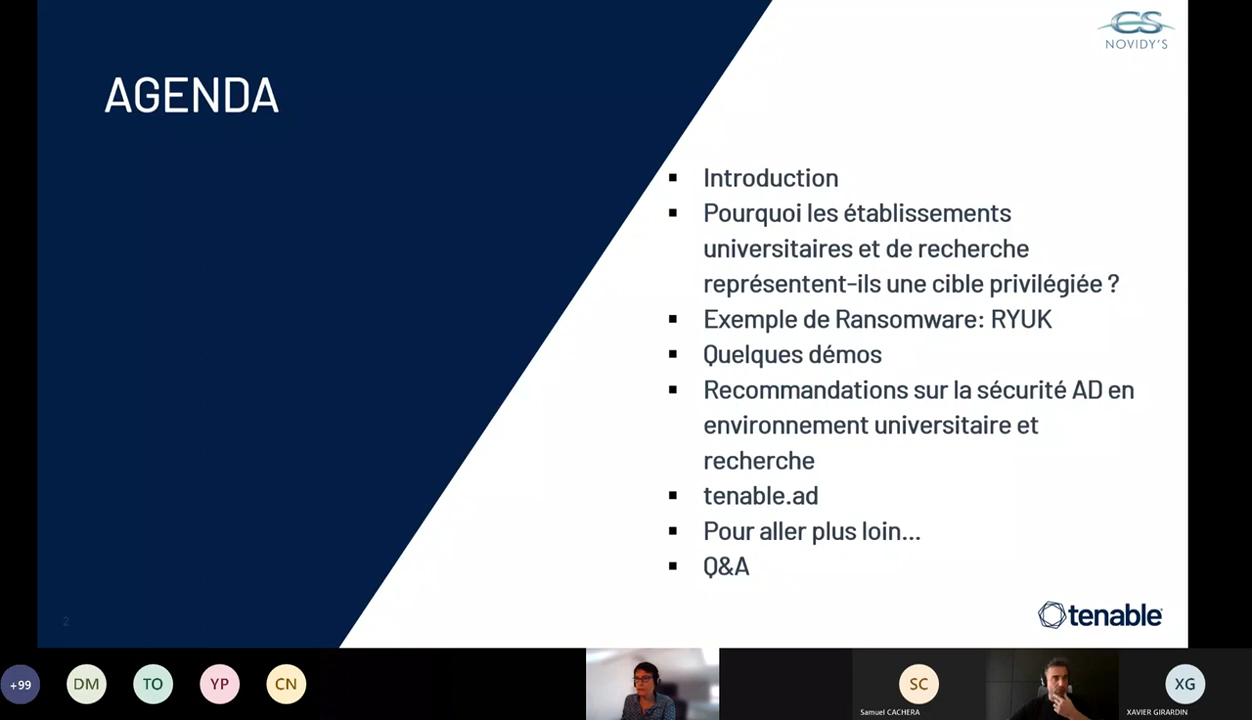 CS
NOVIDY'S
AGENDA
▪ Introduction
▪ Pourquoi les établissements
universitaires et de recherche
représentent-ils une cible privilégiée ?
▪ Exemple de Ransomware: RYUK
▪ Quelques démos
▪ Recommandations sur la sécurité AD en
environnement universitaire et
recherche
▪ tenable.ad
▪ Pour aller plus loin...
▪ Q&A
2
tenable
+99
DM
TO
YP
CN
SC
Samuel CACHERA
XG
XAVIER GIRARDIN